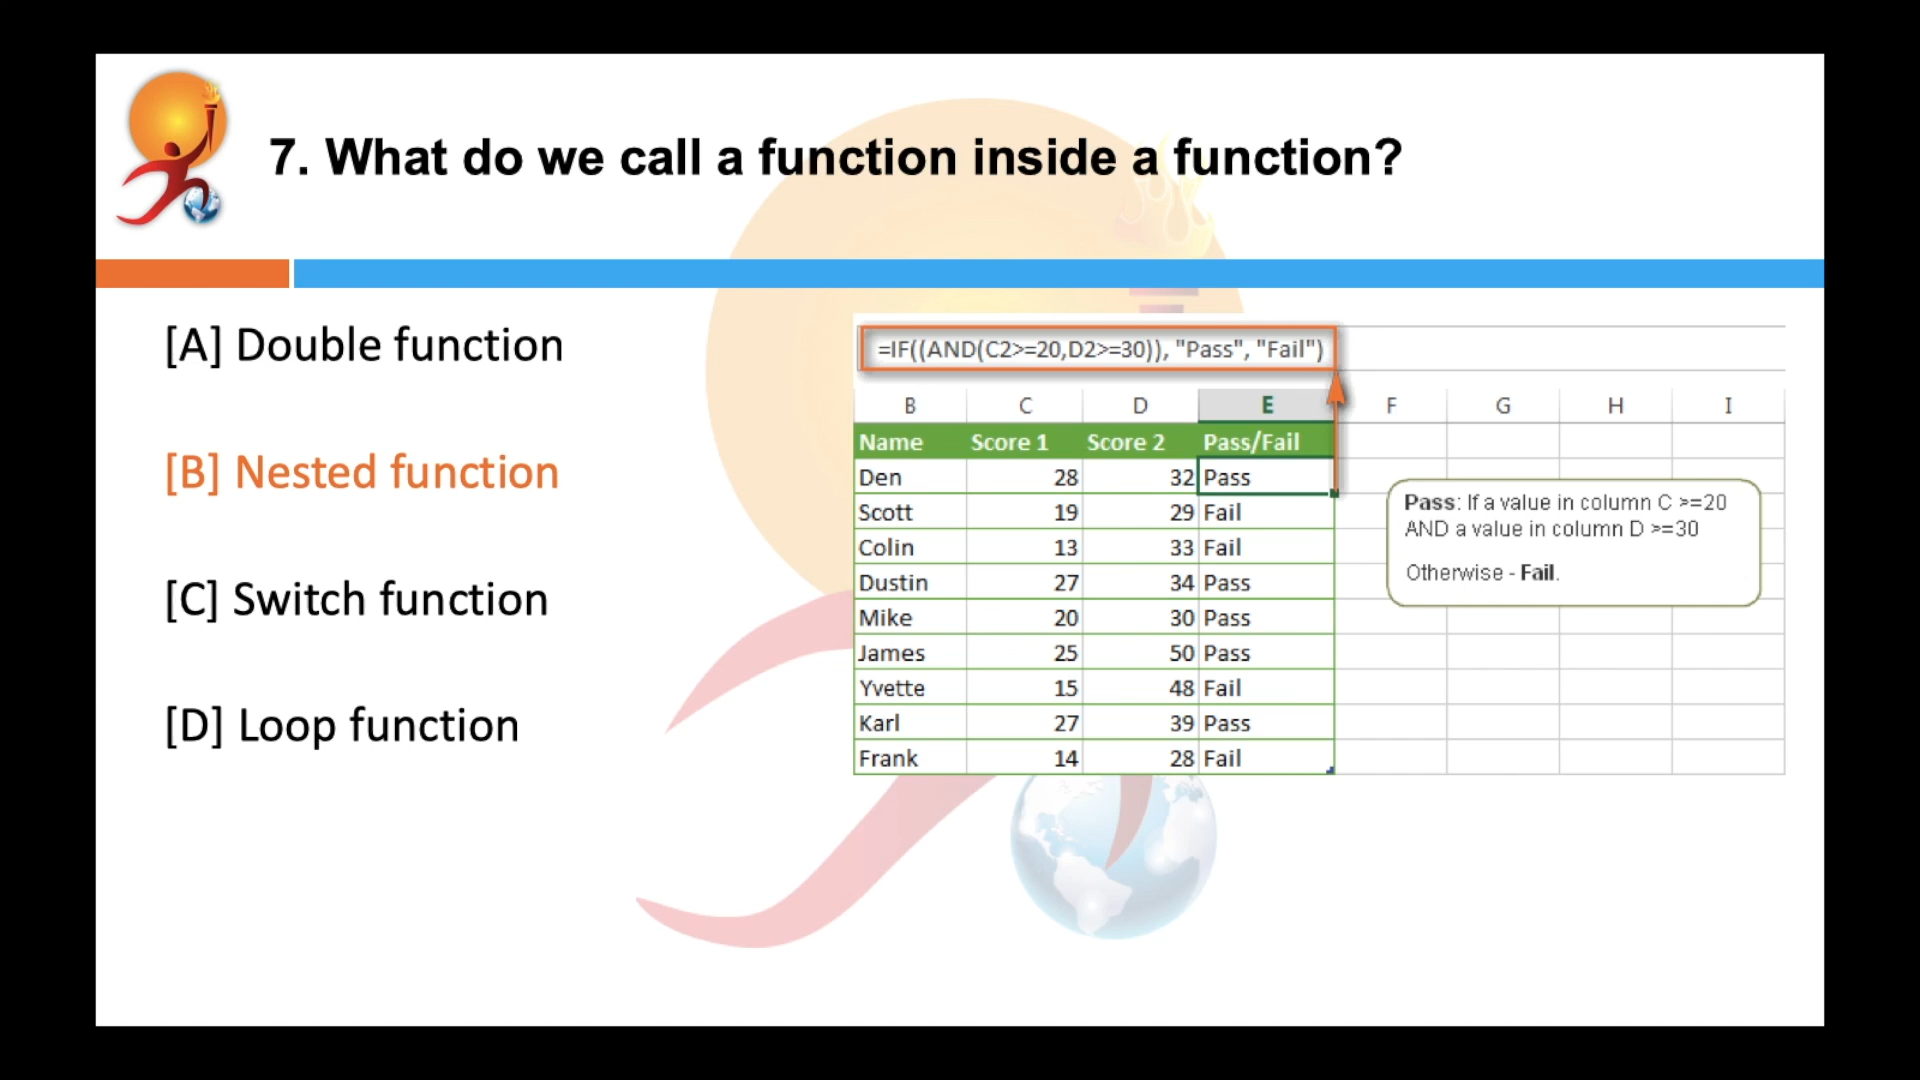 7. What do we call a function inside a function?
[A] Double function
[B] Nested function
[C] Switch function
[D] Loop function
=IF((AND(C2>=20,D2>=30)), "Pass", "Fail")
B C D E F G H I
Name Score 1 Score 2 Pass/Fail
Den 28 32 Pass
Scott 19 29 Fail
Colin 13 33 Fail
Dustin 27 34 Pass
Mike 20 30 Pass
James 25 50 Pass
Yvette 15 48 Fail
Karl 27 39 Pass
Frank 14 28 Fail
Pass: If a value in column C >=20
AND a value in column D >=30
Otherwise - Fail.